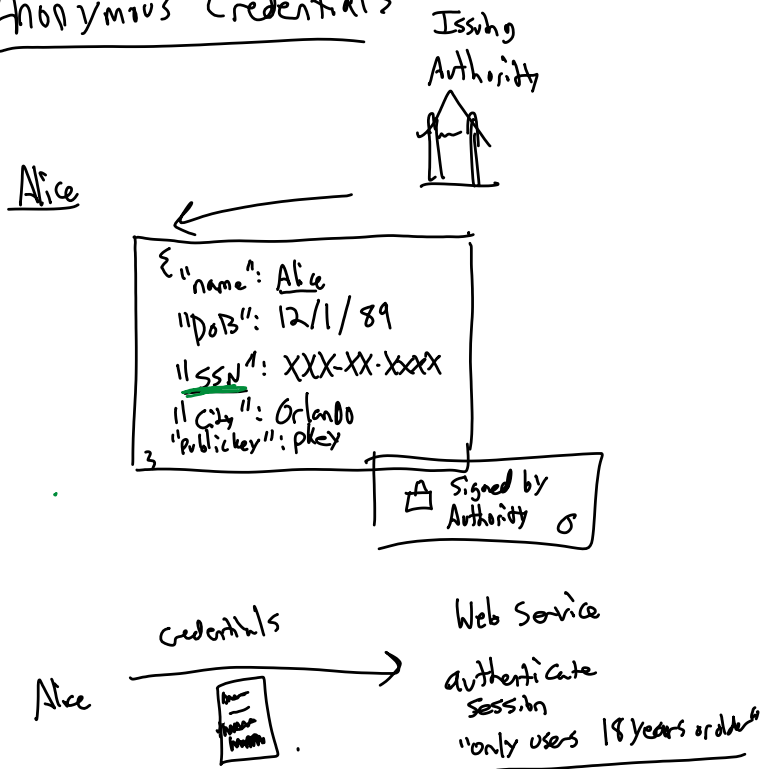 Anonymous Credentials
Issuing
Authority
Alice
{
"name": Alice
"DoB": 12/1/89
"SSN": XXX-XX-XXXX
"City": Orlando
"Publickey": pkey
}
Signed by
Authority σ
credentials
Web Service
Alice
authenticate
session
"only users 18 years or older"